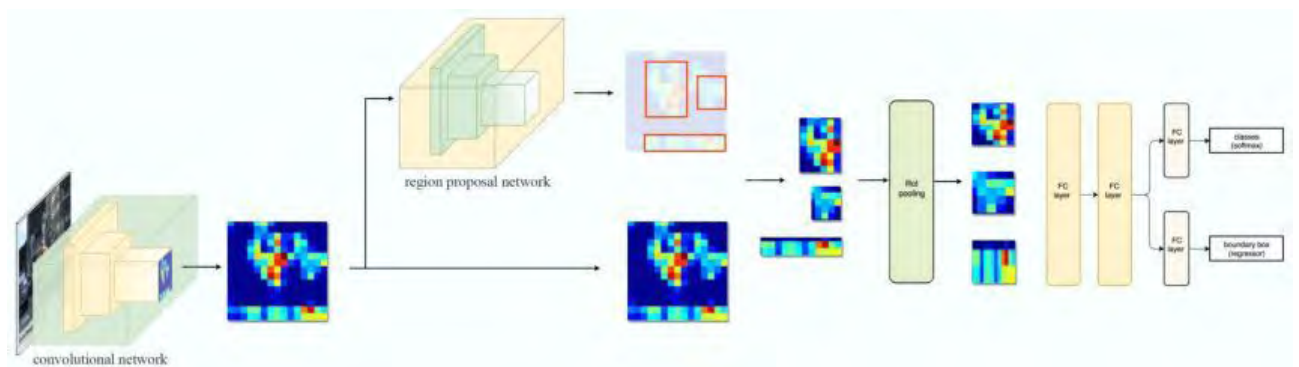 region proposal network
convolutional network
RoI
pooling
FC
layer
FC
layer
FC
layer
classes
(softmax)
FC
layer
boundary box
(regressor)